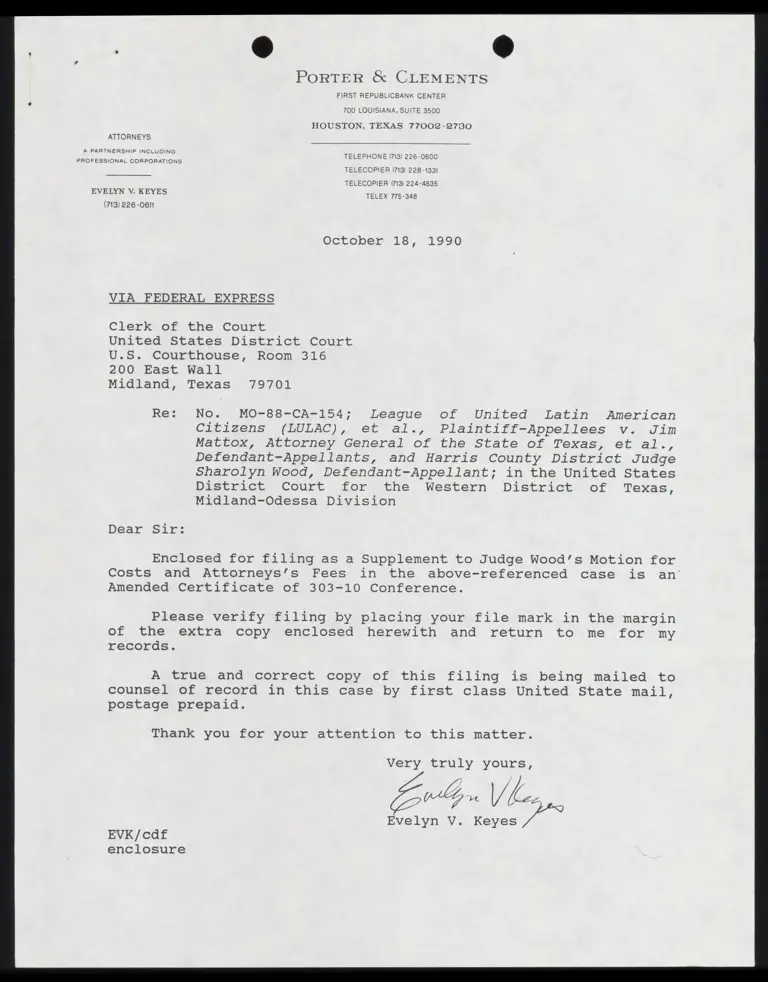 PORTER & CLEMENTS
FIRST REPUBLICBANK CENTER
700 LOUISIANA, SUITE 3500
HOUSTON, TEXAS 77002-2730
ATTORNEYS
A PARTNERSHIP INCLUDING
PROFESSIONAL CORPORATIONS
EVELYN V. KEYES
(713) 226-0611
TELEPHONE (713) 226-0600
TELECOPIER (713) 228-1331
TELECOPIER (713) 224-4835
TELEX 775-348
October 18, 1990
VIA FEDERAL EXPRESS
Clerk of the Court
United States District Court
U.S. Courthouse, Room 316
200 East Wall
Midland, Texas 79701
Re: No. MO-88-CA-154; League of United Latin American
Citizens (LULAC), et al., Plaintiff-Appellees v. Jim
Mattox, Attorney General of the State of Texas, et al.,
Defendant-Appellants, and Harris County District Judge
Sharolyn Wood, Defendant-Appellant; in the United States
District Court for the Western District of Texas,
Midland-Odessa Division
Dear Sir:
Enclosed for filing as a Supplement to Judge Wood's Motion for
Costs and Attorneys's Fees in the above-referenced case is an
Amended Certificate of 303-10 Conference.
Please verify filing by placing your file mark in the margin
of the extra copy enclosed herewith and return to me for my
records.
A true and correct copy of this filing is being mailed to
counsel of record in this case by first class United State mail,
postage prepaid.
Thank you for your attention to this matter.
Very truly yours,
Evelyn V Keyes
Evelyn V. Keyes
EVK/cdf
enclosure